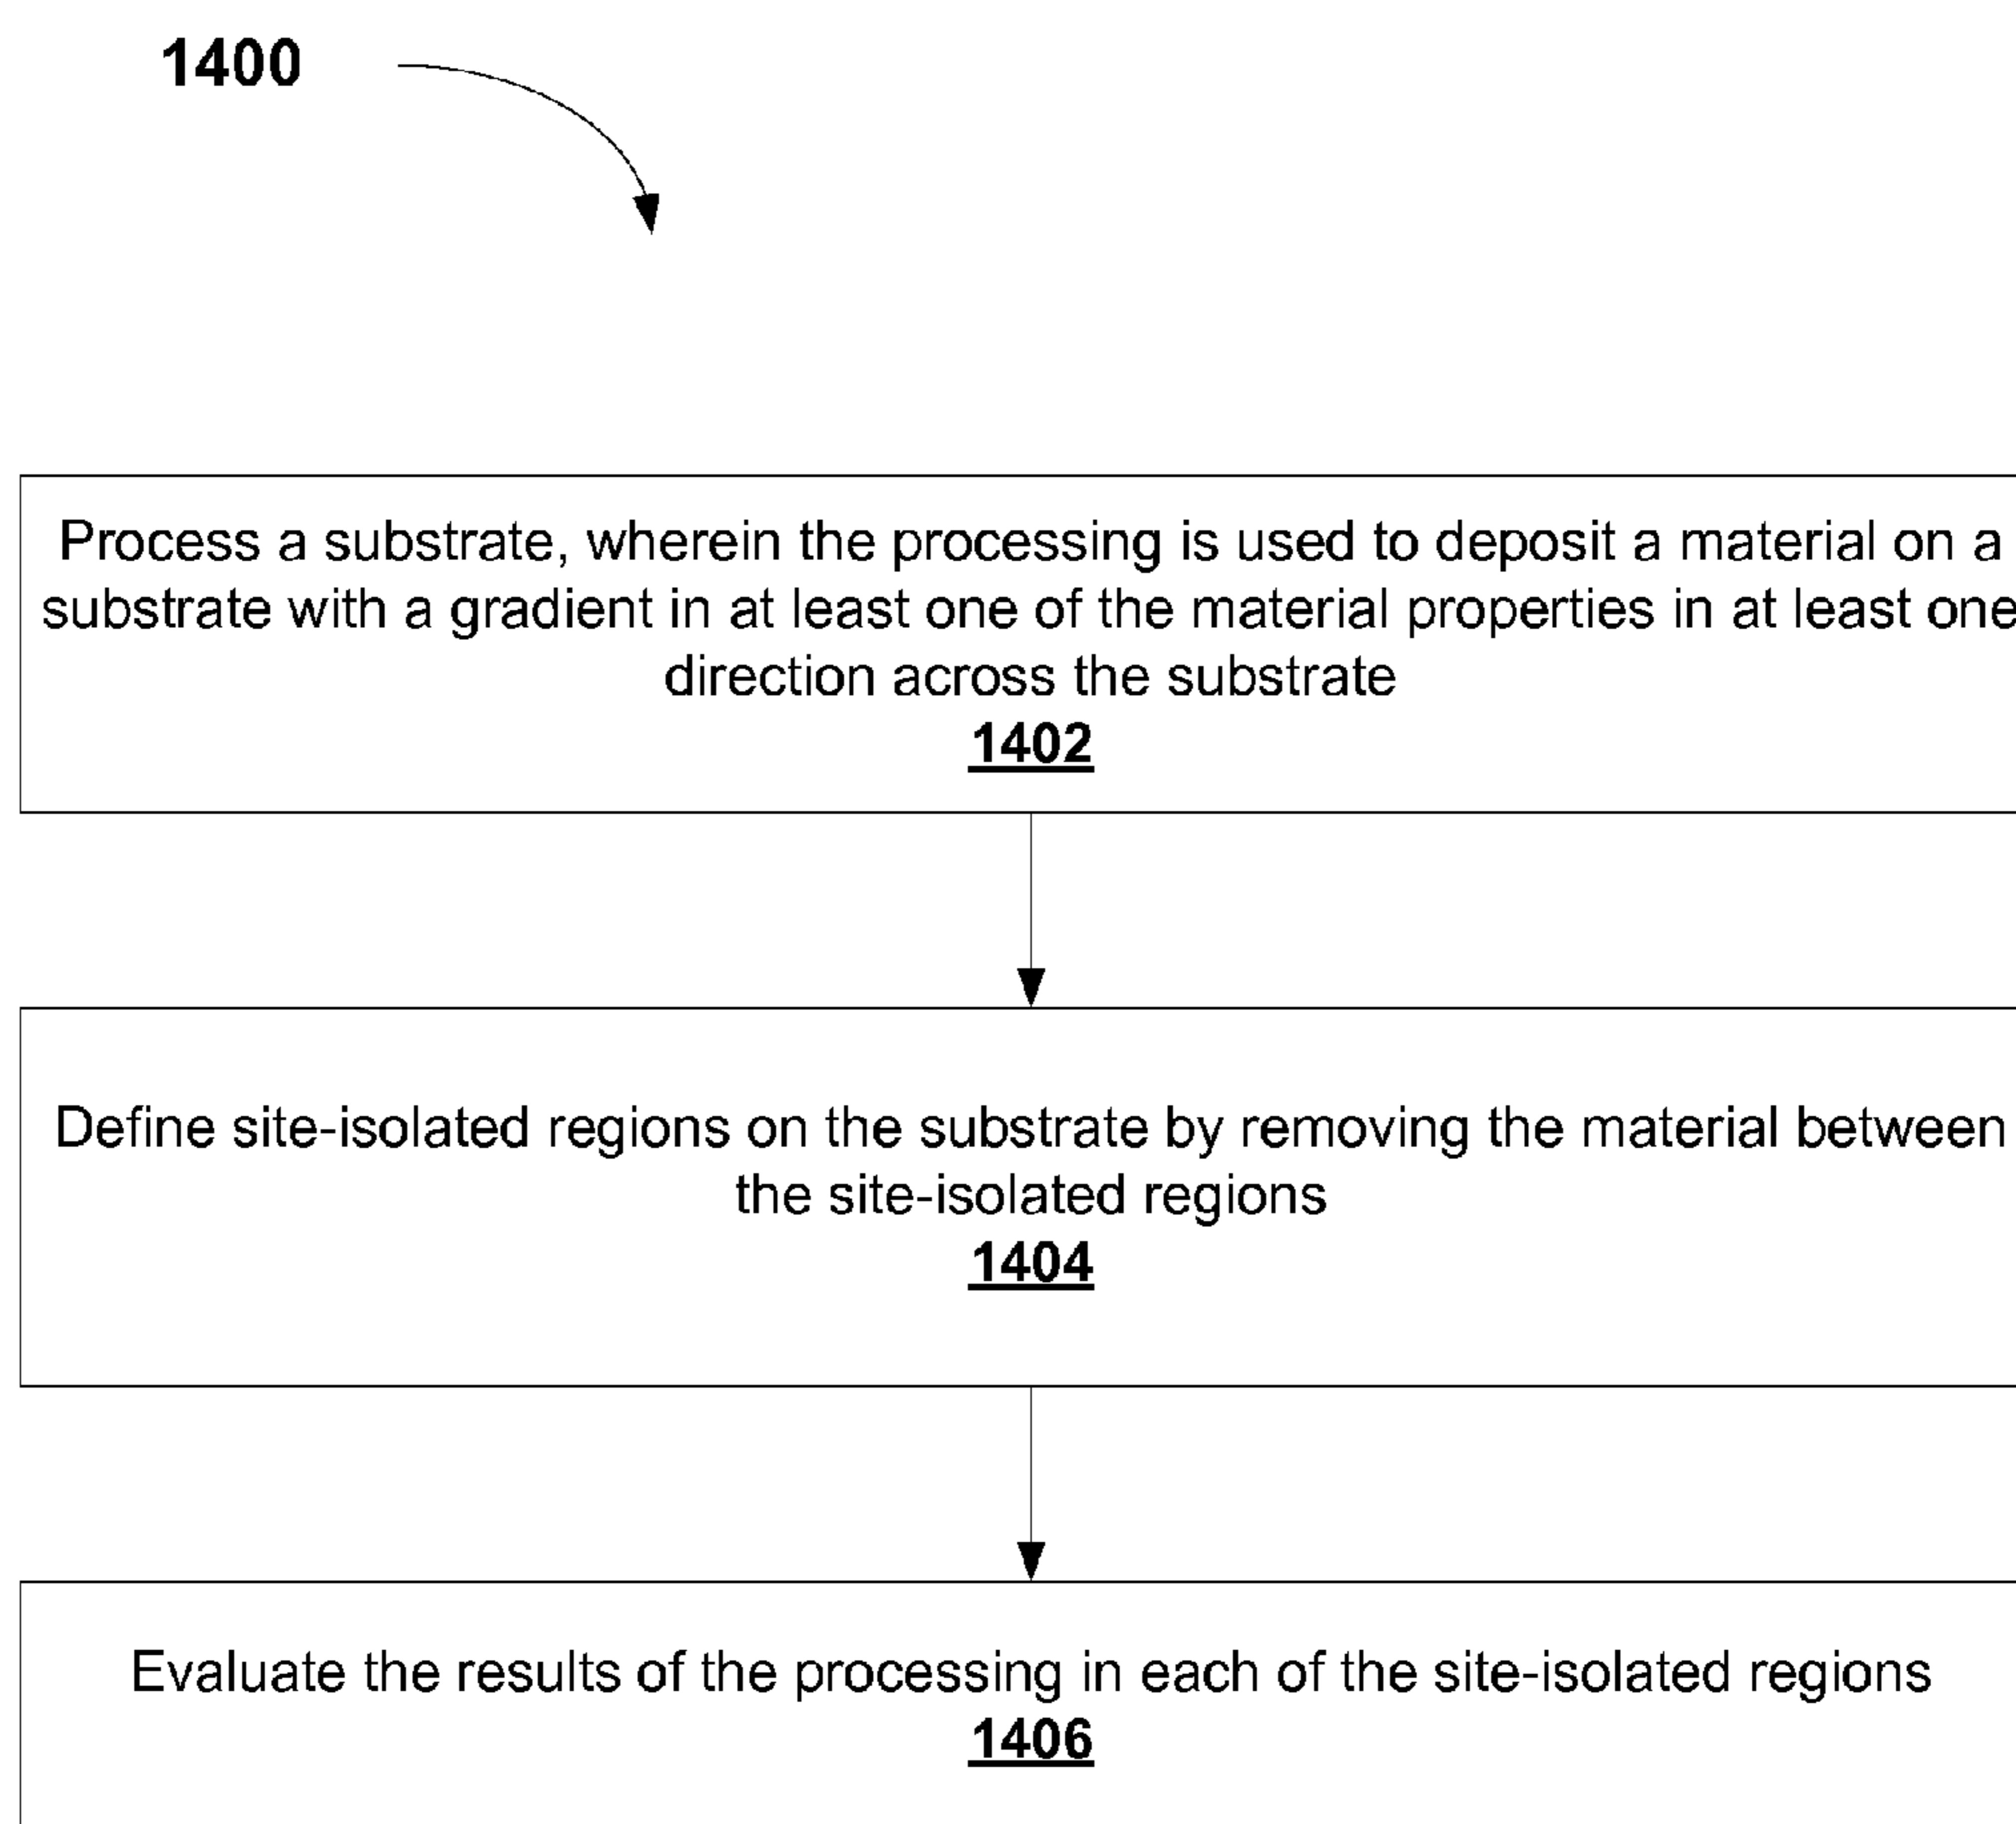 1400
Process a substrate, wherein the processing is used to deposit a material on a
substrate with a gradient in at least one of the material properties in at least one
direction across the substrate
1402
Define site-isolated regions on the substrate by removing the material between
the site-isolated regions
1404
Evaluate the results of the processing in each of the site-isolated regions
1406